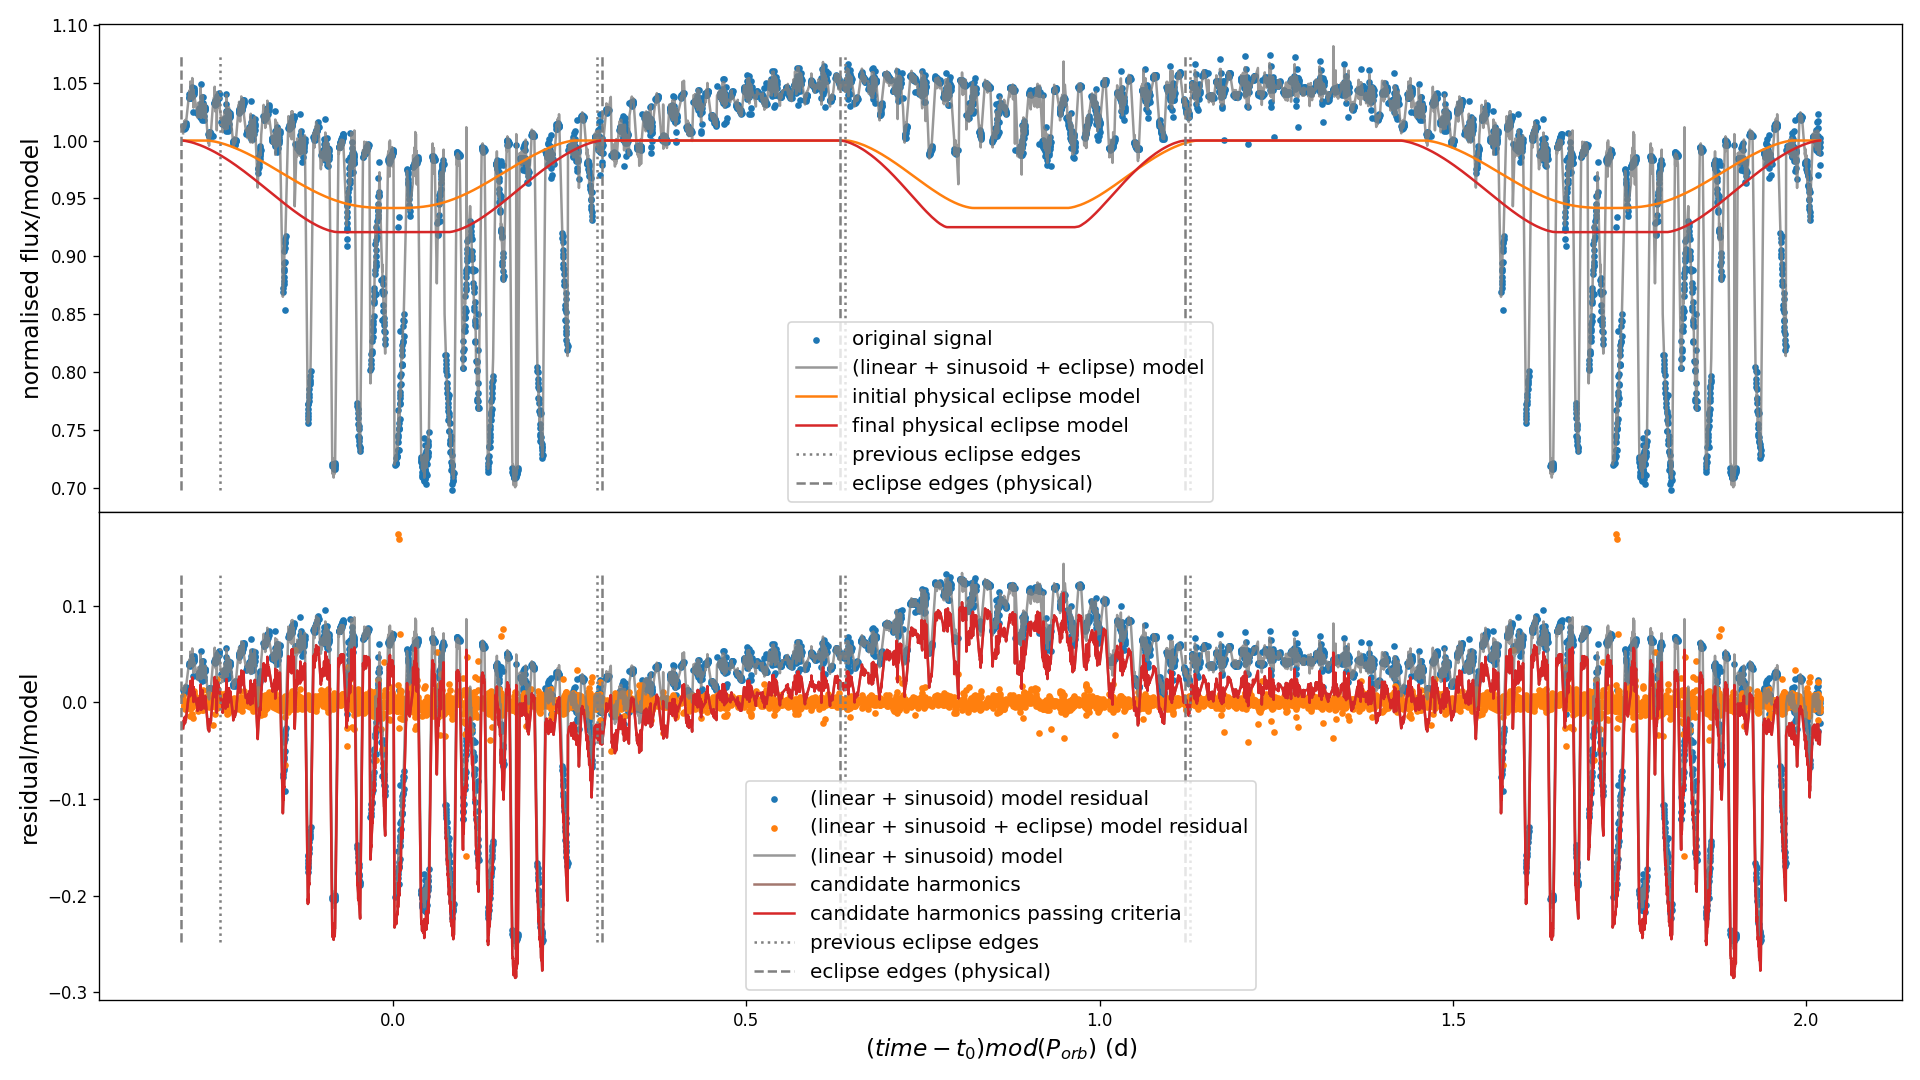 1.10
1.05
1.00
0.95
0.90
0.85
0.80
0.75
0.70
normalised flux/model
original signal
(linear + sinusoid + eclipse) model
initial physical eclipse model
final physical eclipse model
previous eclipse edges
eclipse edges (physical)
0.1
0.0
−0.1
−0.2
−0.3
residual/model
(linear + sinusoid) model residual
(linear + sinusoid + eclipse) model residual
(linear + sinusoid) model
candidate harmonics
candidate harmonics passing criteria
previous eclipse edges
eclipse edges (physical)
0.0 0.5 1.0 1.5 2.0
(time − t₀)mod(P_orb) (d)